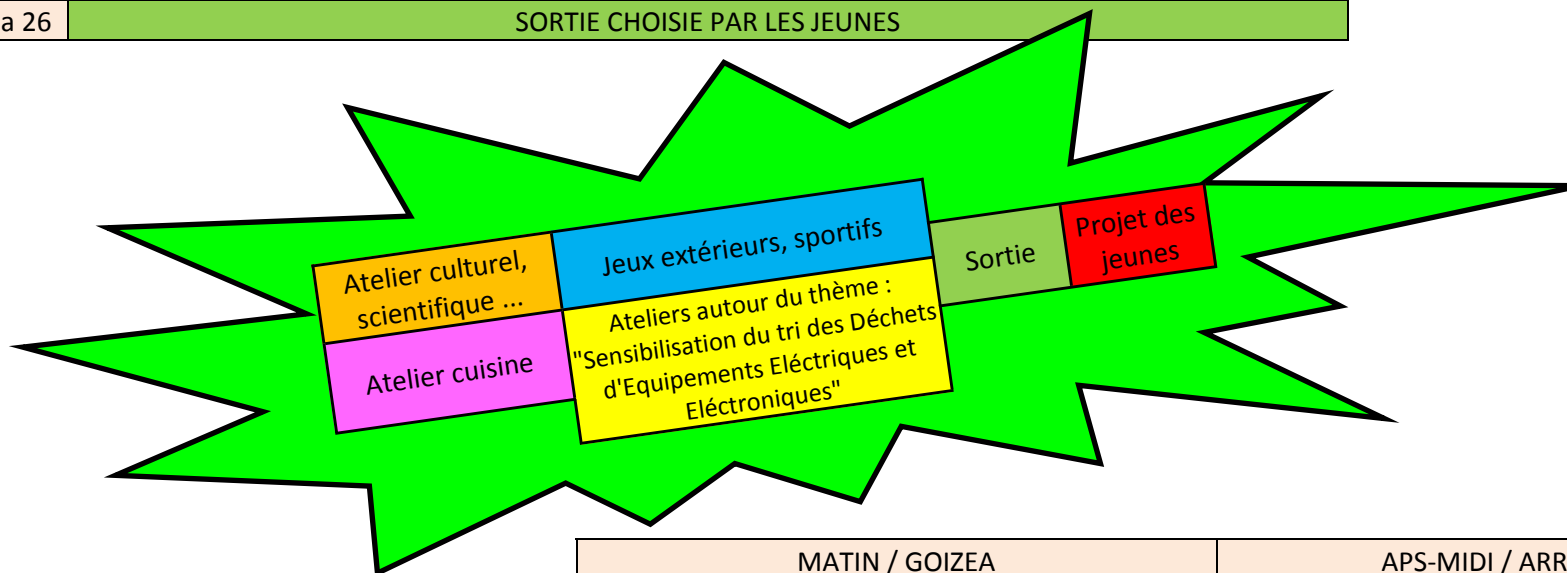 a 26
SORTIE CHOISIE PAR LES JEUNES
Atelier culturel,
scientifique ...
Jeux extérieurs, sportifs
Sortie
Projet des
jeunes
Atelier cuisine
Ateliers autour du thème :
"Sensibilisation du tri des Déchets
d'Equipements Eléctriques et
Eléctroniques"
MATIN / GOIZEA
APS-MIDI / ARR